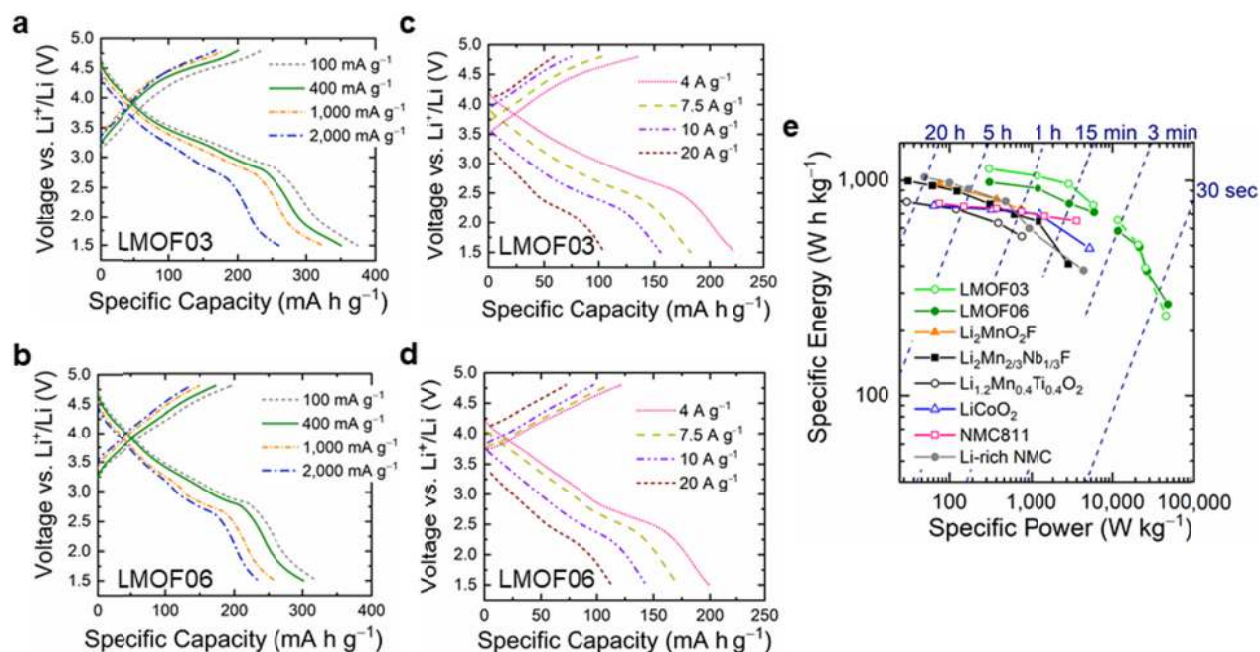 a
Voltage vs. Li⁺/Li (V)
5.0
4.5
4.0
3.5
3.0
2.5
2.0
1.5
100 mA g⁻¹
400 mA g⁻¹
1,000 mA g⁻¹
2,000 mA g⁻¹
LMOF03
0 100 200 300 400
Specific Capacity (mA h g⁻¹)
c
Voltage vs. Li⁺/Li (V)
5.0
4.5
4.0
3.5
3.0
2.5
2.0
1.5
4 A g⁻¹
7.5 A g⁻¹
10 A g⁻¹
20 A g⁻¹
LMOF03
0 50 100 150 200 250
Specific Capacity (mA h g⁻¹)
b
Voltage vs. Li⁺/Li (V)
5.0
4.5
4.0
3.5
3.0
2.5
2.0
1.5
100 mA g⁻¹
400 mA g⁻¹
1,000 mA g⁻¹
2,000 mA g⁻¹
LMOF06
0 100 200 300 400
Specific Capacity (mA h g⁻¹)
d
Voltage vs. Li⁺/Li (V)
5.0
4.5
4.0
3.5
3.0
2.5
2.0
1.5
4 A g⁻¹
7.5 A g⁻¹
10 A g⁻¹
20 A g⁻¹
LMOF06
0 50 100 150 200 250
Specific Capacity (mA h g⁻¹)
e
20 h 5 h 1 h 15 min 3 min
30 sec
Specific Energy (W h kg⁻¹)
1,000
100
LMOF03
LMOF06
Li₂MnO₂F
Li₂Mn₂/₃Nb₁/₃F
Li₁.₂Mn₀.₄Ti₀.₄O₂
LiCoO₂
NMC811
Li-rich NMC
100 1,000 10,000 100,000
Specific Power (W kg⁻¹)